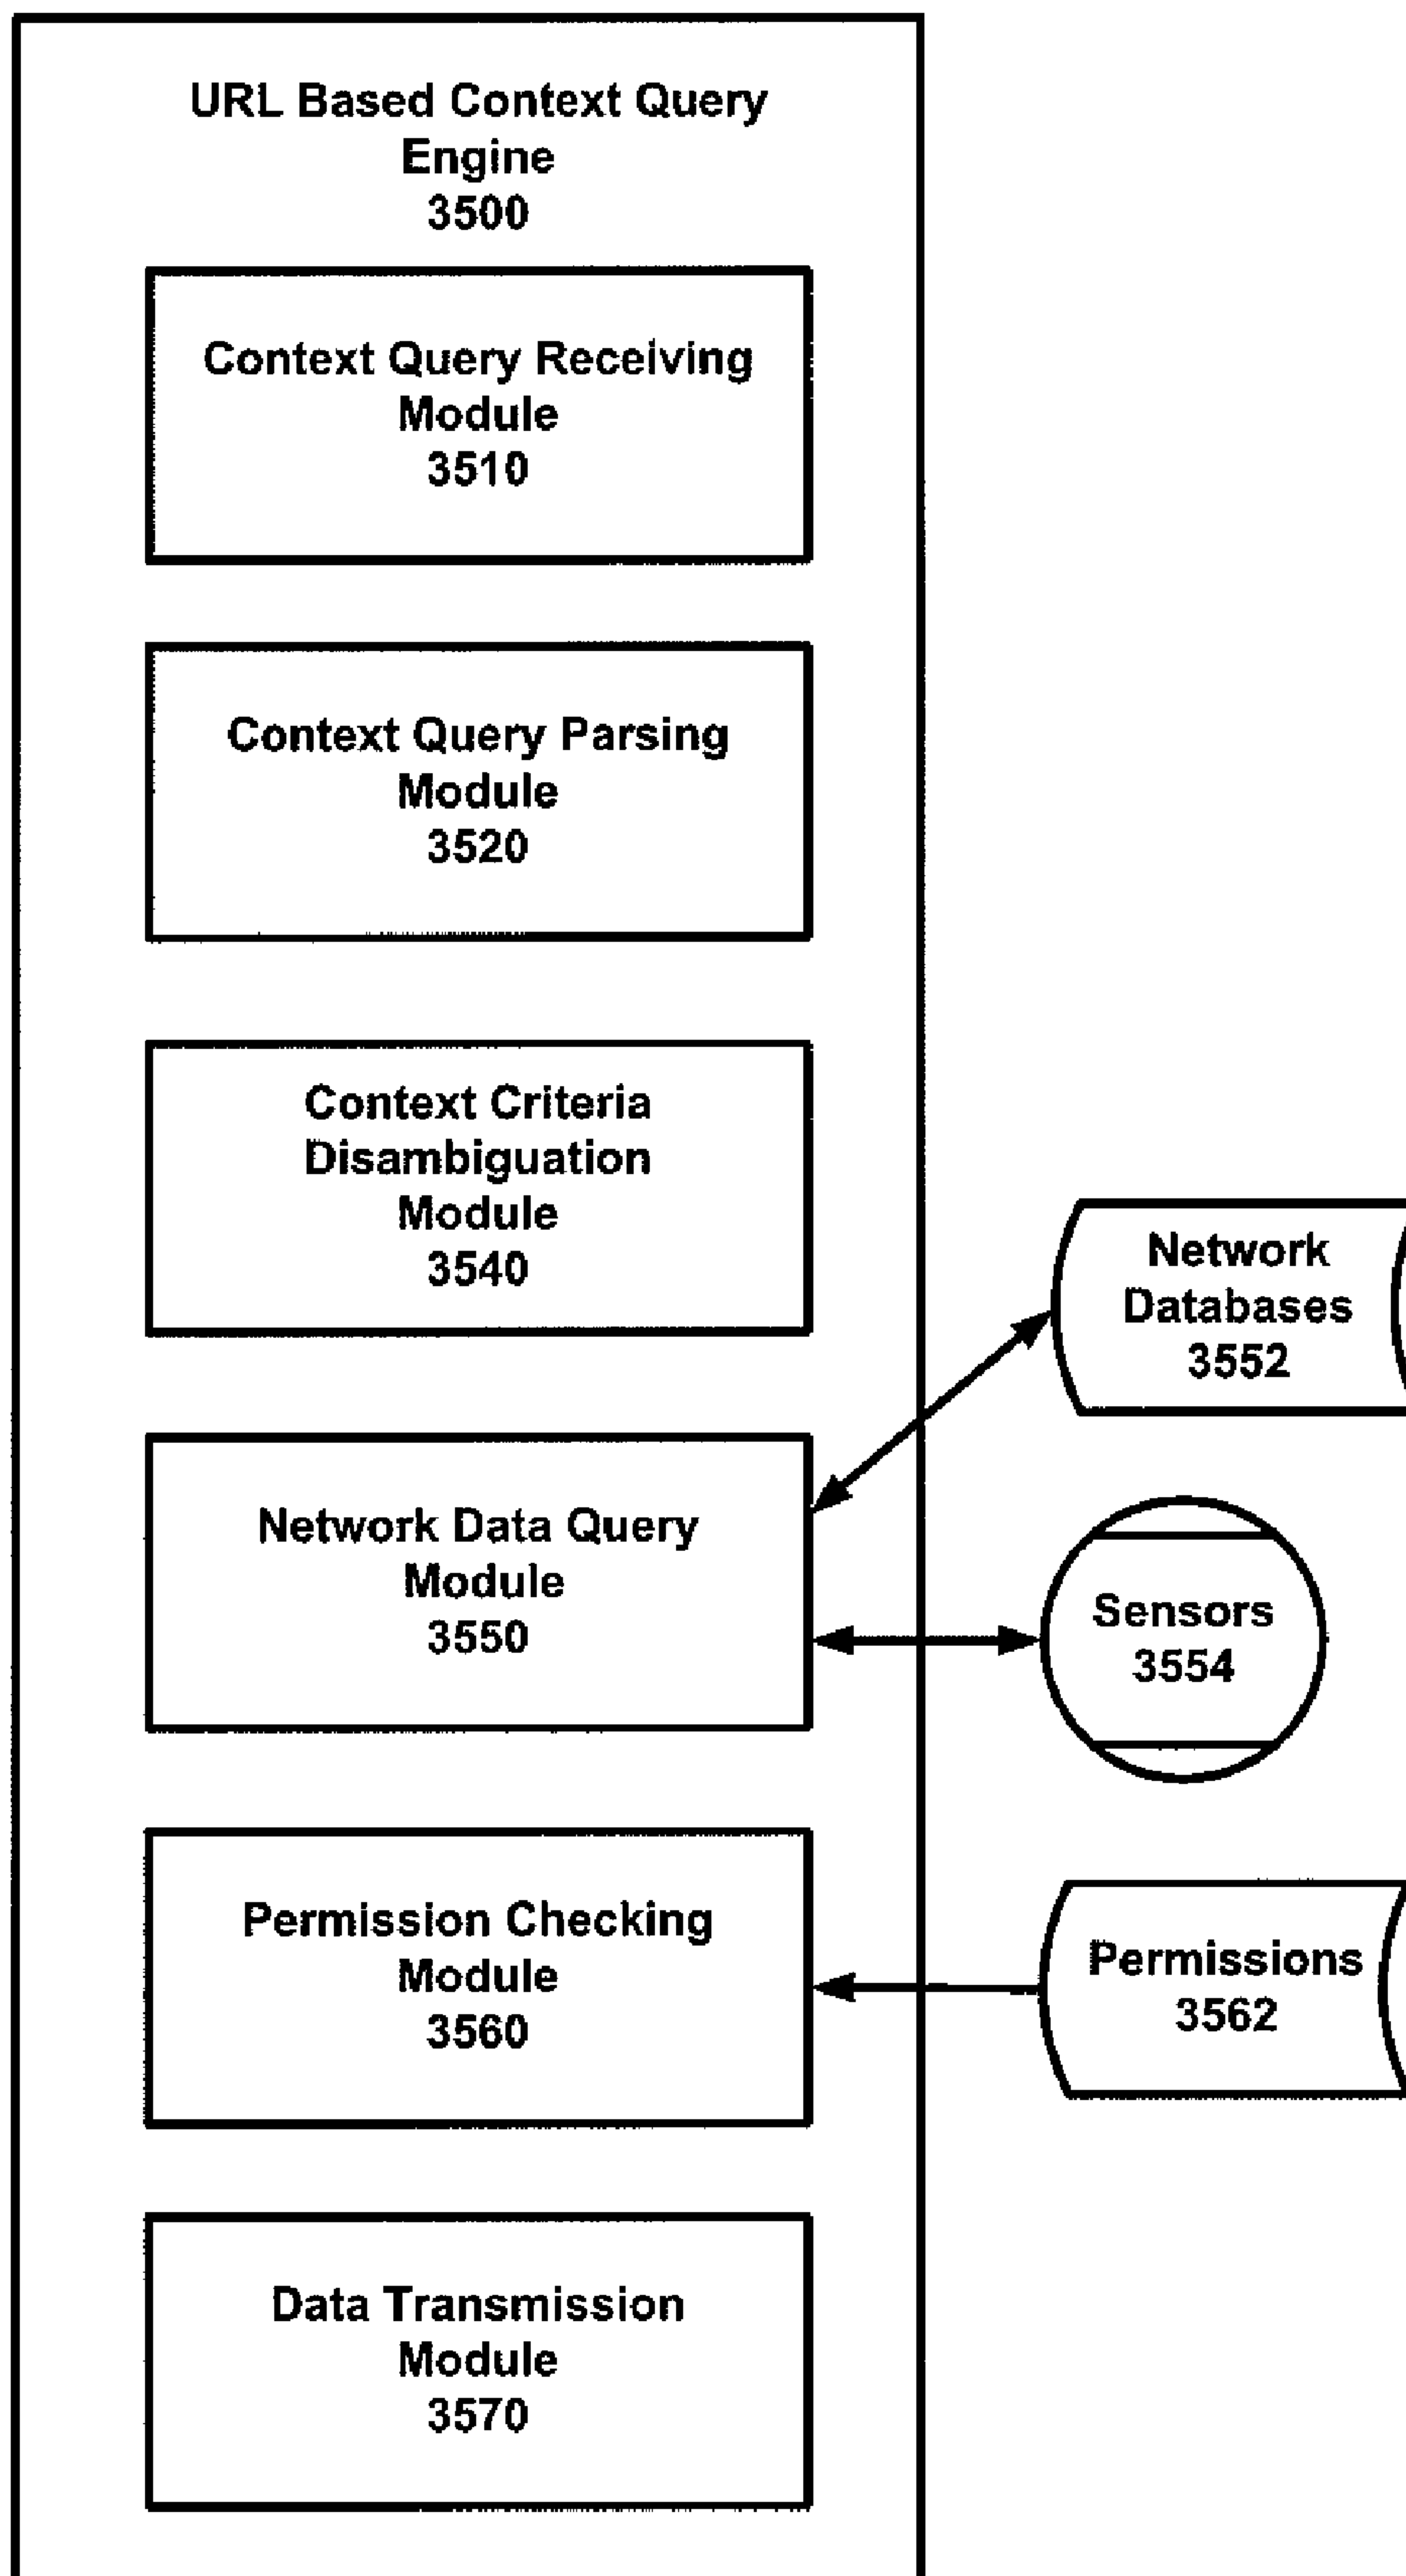 URL Based Context Query
Engine
3500
Context Query Receiving
Module
3510
Context Query Parsing
Module
3520
Context Criteria
Disambiguation
Module
3540
Network Data Query
Module
3550
Network
Databases
3552
Sensors
3554
Permission Checking
Module
3560
Permissions
3562
Data Transmission
Module
3570